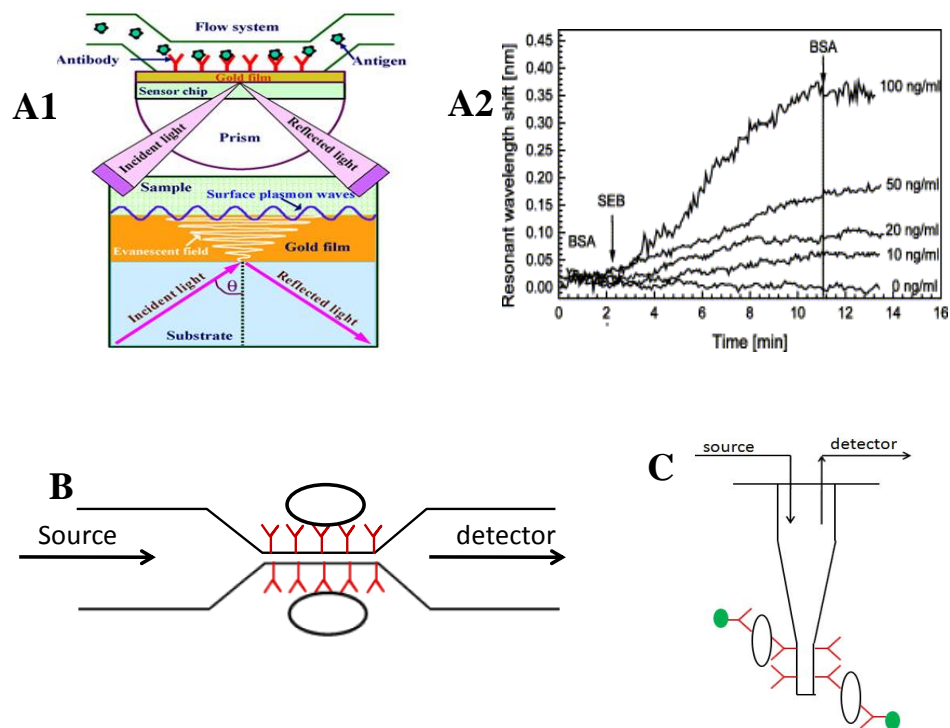 A1
Flow system
Antibody
Antigen
Gold film
Sensor chip
Incident light
Prism
Reflected light
Sample
Surface plasmon waves
Evanescent field
Gold film
Incident light
θ
Reflected light
Substrate
A2
Resonant wavelength shift [nm]
0.45
0.40
0.35
0.30
0.25
0.20
0.15
0.10
0.05
0.00
BSA
SEB
BSA
100 ng/ml
50 ng/ml
20 ng/ml
10 ng/ml
0 ng/ml
0 2 4 6 8 10 12 14 16
Time [min]
B
Source
detector
C
source
detector